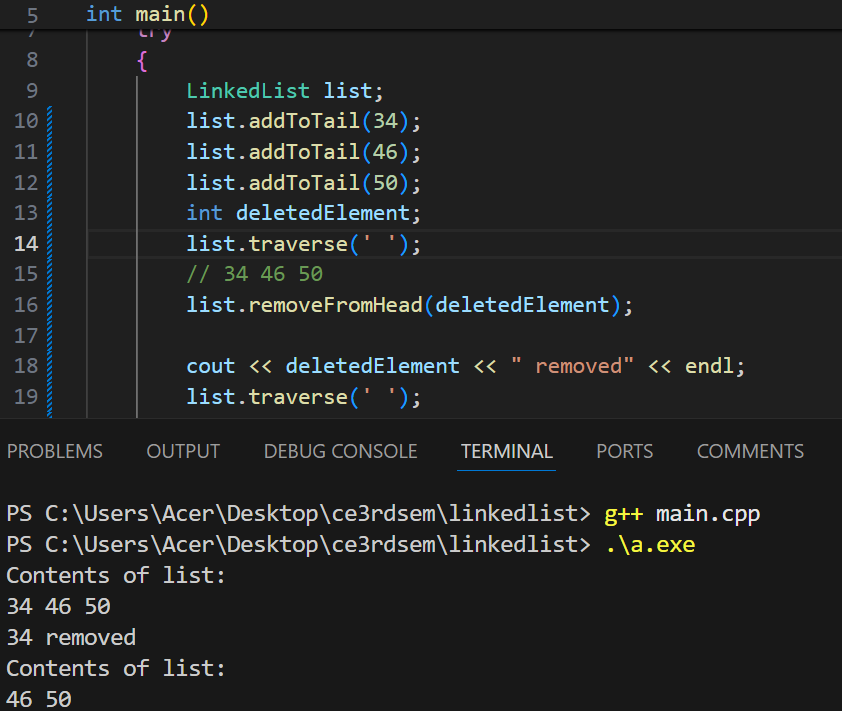 5 int main()
7 try
8 {
9 LinkedList list;
10 list.addToTail(34);
11 list.addToTail(46);
12 list.addToTail(50);
13 int deletedElement;
14 list.traverse(' ');
15 // 34 46 50
16 list.removeFromHead(deletedElement);
17
18 cout << deletedElement << " removed" << endl;
19 list.traverse(' ');
PROBLEMS OUTPUT DEBUG CONSOLE TERMINAL PORTS COMMENTS
PS C:\Users\Acer\Desktop\ce3rdsem\linkedlist> g++ main.cpp
PS C:\Users\Acer\Desktop\ce3rdsem\linkedlist> .\a.exe
Contents of list:
34 46 50
34 removed
Contents of list:
46 50